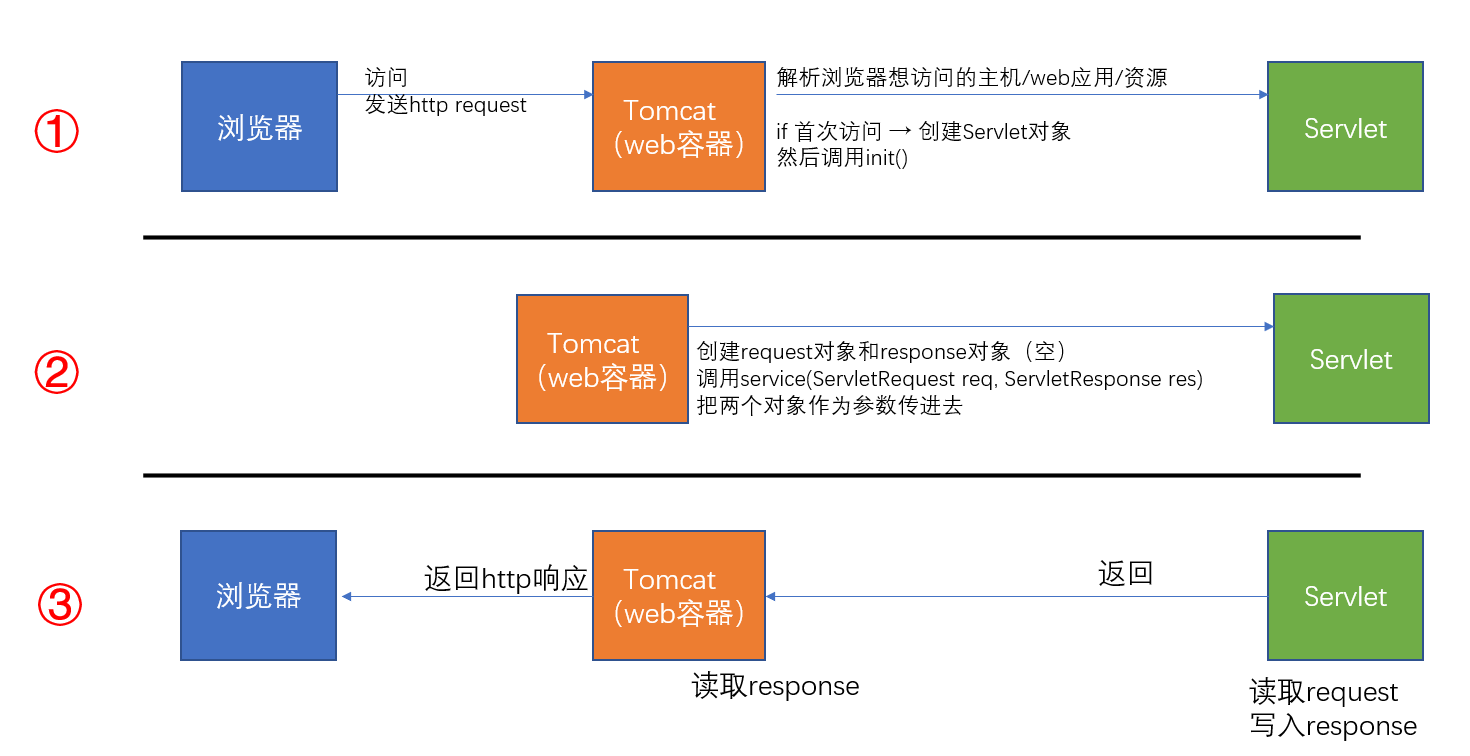 ①
浏览器
访问
发送http request
Tomcat
（web容器）
解析浏览器想访问的主机/web应用/资源
if 首次访问 → 创建Servlet对象
然后调用init()
Servlet
②
Tomcat
（web容器）
创建request对象和response对象（空）
调用service(ServletRequest req, ServletResponse res)
把两个对象作为参数传进去
Servlet
③
浏览器
返回http响应
Tomcat
（web容器）
读取response
返回
Servlet
读取request
写入response